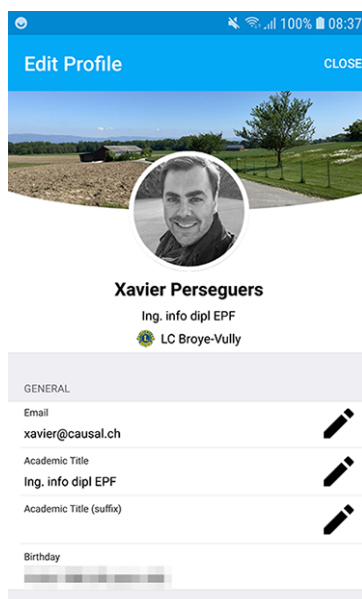 100% 08:37
Edit Profile
CLOSE
Xavier Perseguers
Ing. info dipl EPF
LC Broye-Vully
GENERAL
Email
xavier@causal.ch
Academic Title
Ing. info dipl EPF
Academic Title (suffix)
Birthday